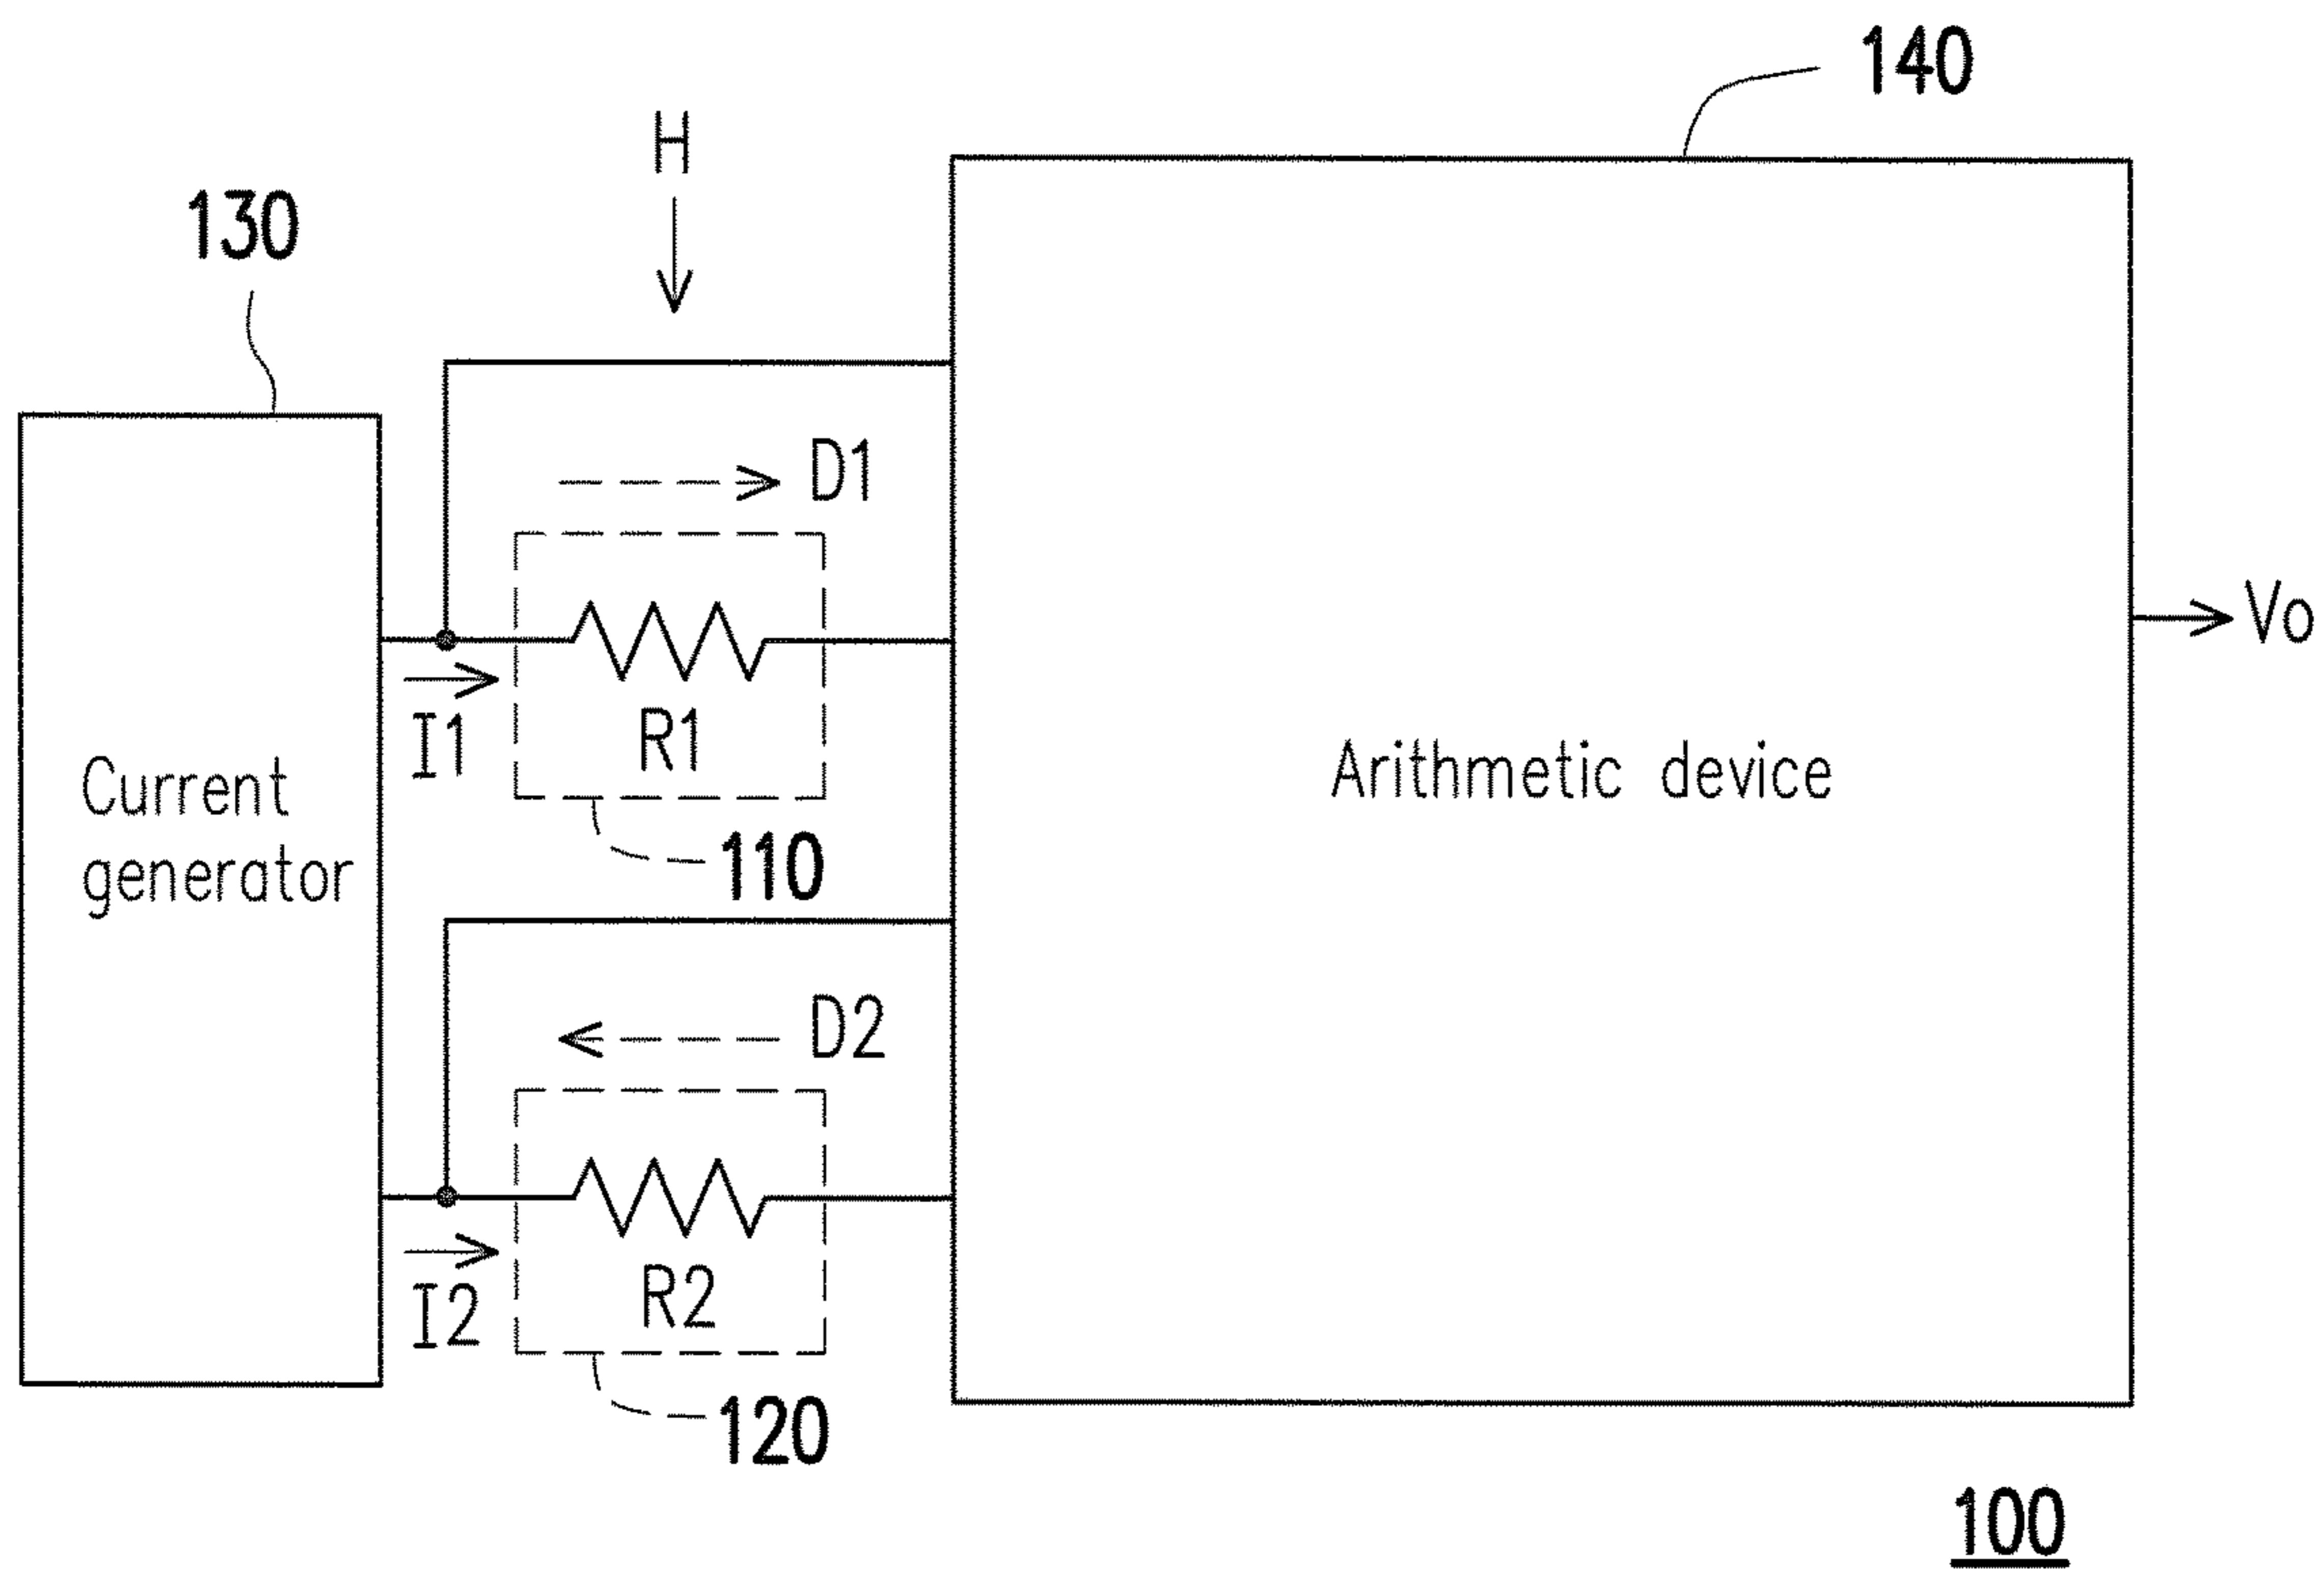 140
H
130
D1
Vo
I1
R1
Current
generator
Arithmetic device
110
D2
I2
R2
120
100